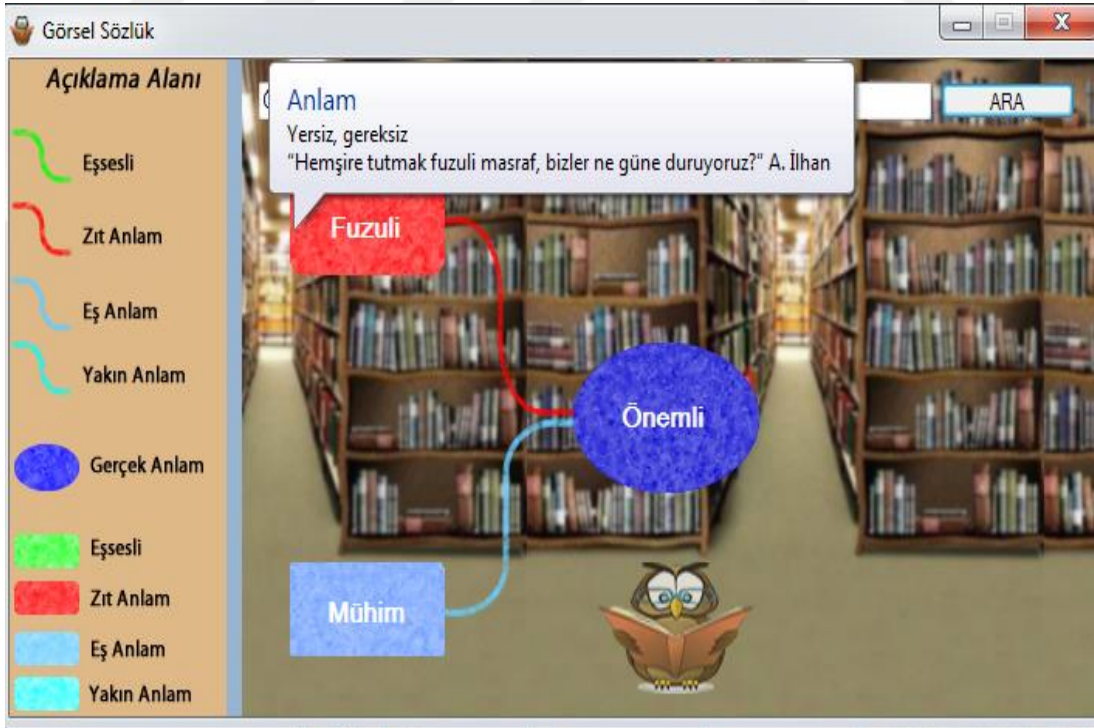 Görsel Sözlük
Açıklama Alanı
Eşsesli
Zıt Anlam
Eş Anlam
Yakın Anlam
Gerçek Anlam
Eşsesli
Zıt Anlam
Eş Anlam
Yakın Anlam
ARA
Anlam
Yersiz, gereksiz
“Hemşire tutmak fuzuli masraf, bizler ne güne duruyoruz?” A. İlhan
Fuzuli
Önemli
Mühim